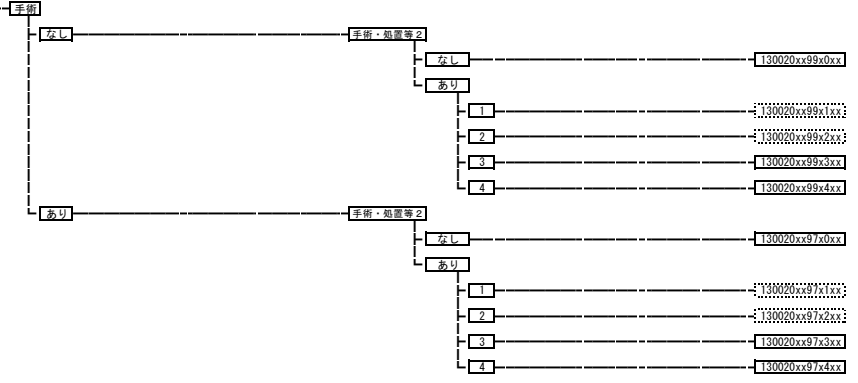 手術
なし 手術・処置等２
なし 130020xx99x0xx
あり
1 130020xx99x1xx
2 130020xx99x2xx
3 130020xx99x3xx
4 130020xx99x4xx
あり 手術・処置等２
なし 130020xx97x0xx
あり
1 130020xx97x1xx
2 130020xx97x2xx
3 130020xx97x3xx
4 130020xx97x4xx